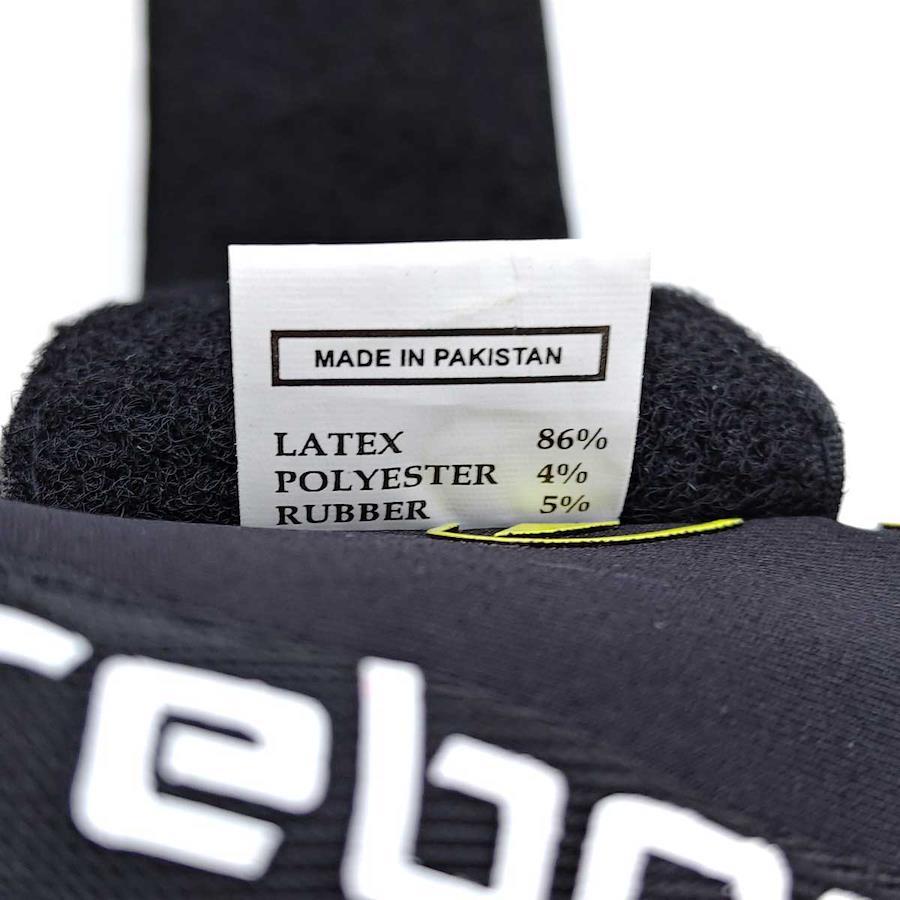 MADE IN PAKISTAN
LATEX 86%
POLYESTER 4%
RUBBER 5%